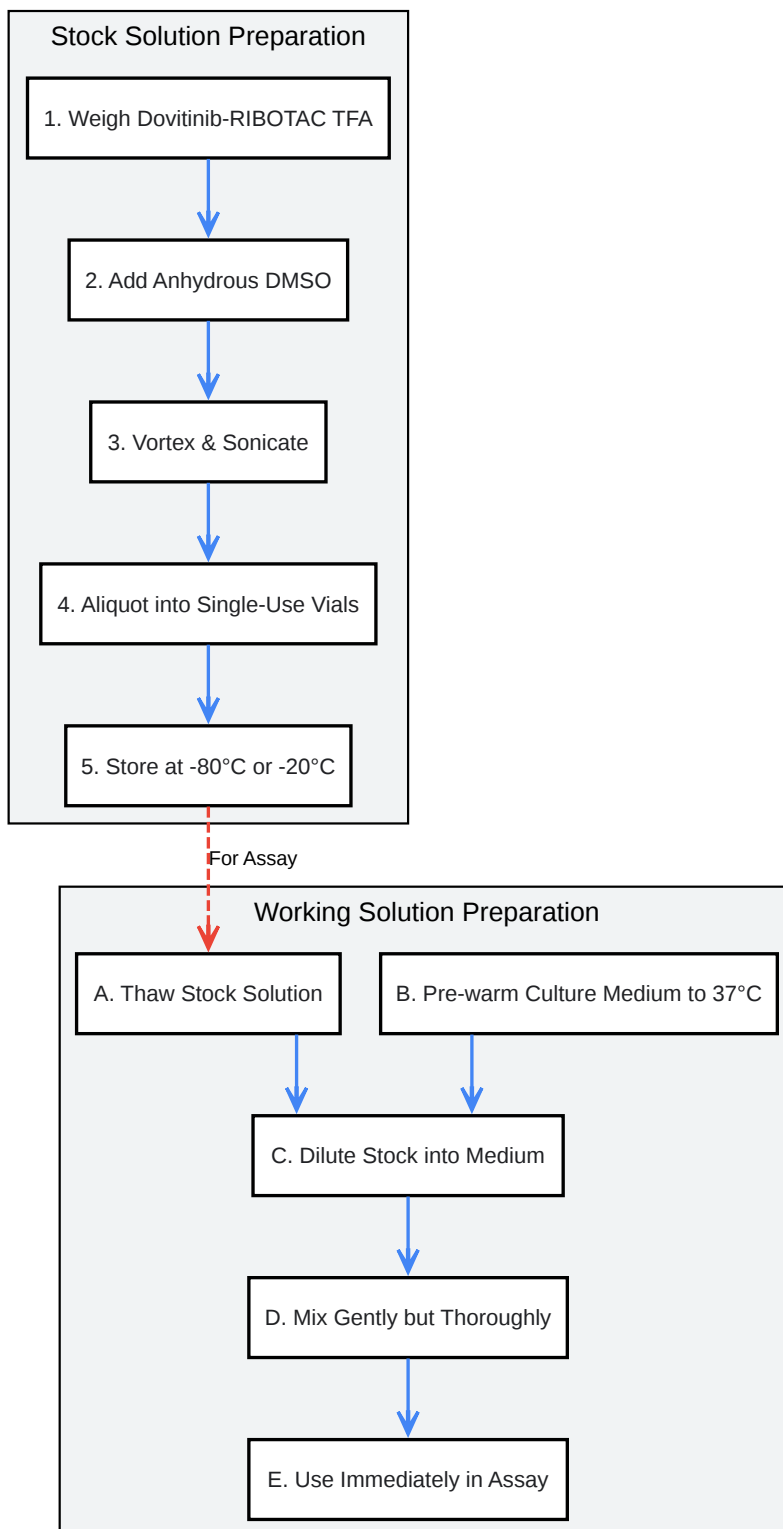 Stock Solution Preparation
1. Weigh Dovitinib-RIBOTAC TFA
2. Add Anhydrous DMSO
3. Vortex & Sonicate
4. Aliquot into Single-Use Vials
5. Store at -80°C or -20°C
For Assay
Working Solution Preparation
A. Thaw Stock Solution
B. Pre-warm Culture Medium to 37°C
C. Dilute Stock into Medium
D. Mix Gently but Thoroughly
E. Use Immediately in Assay